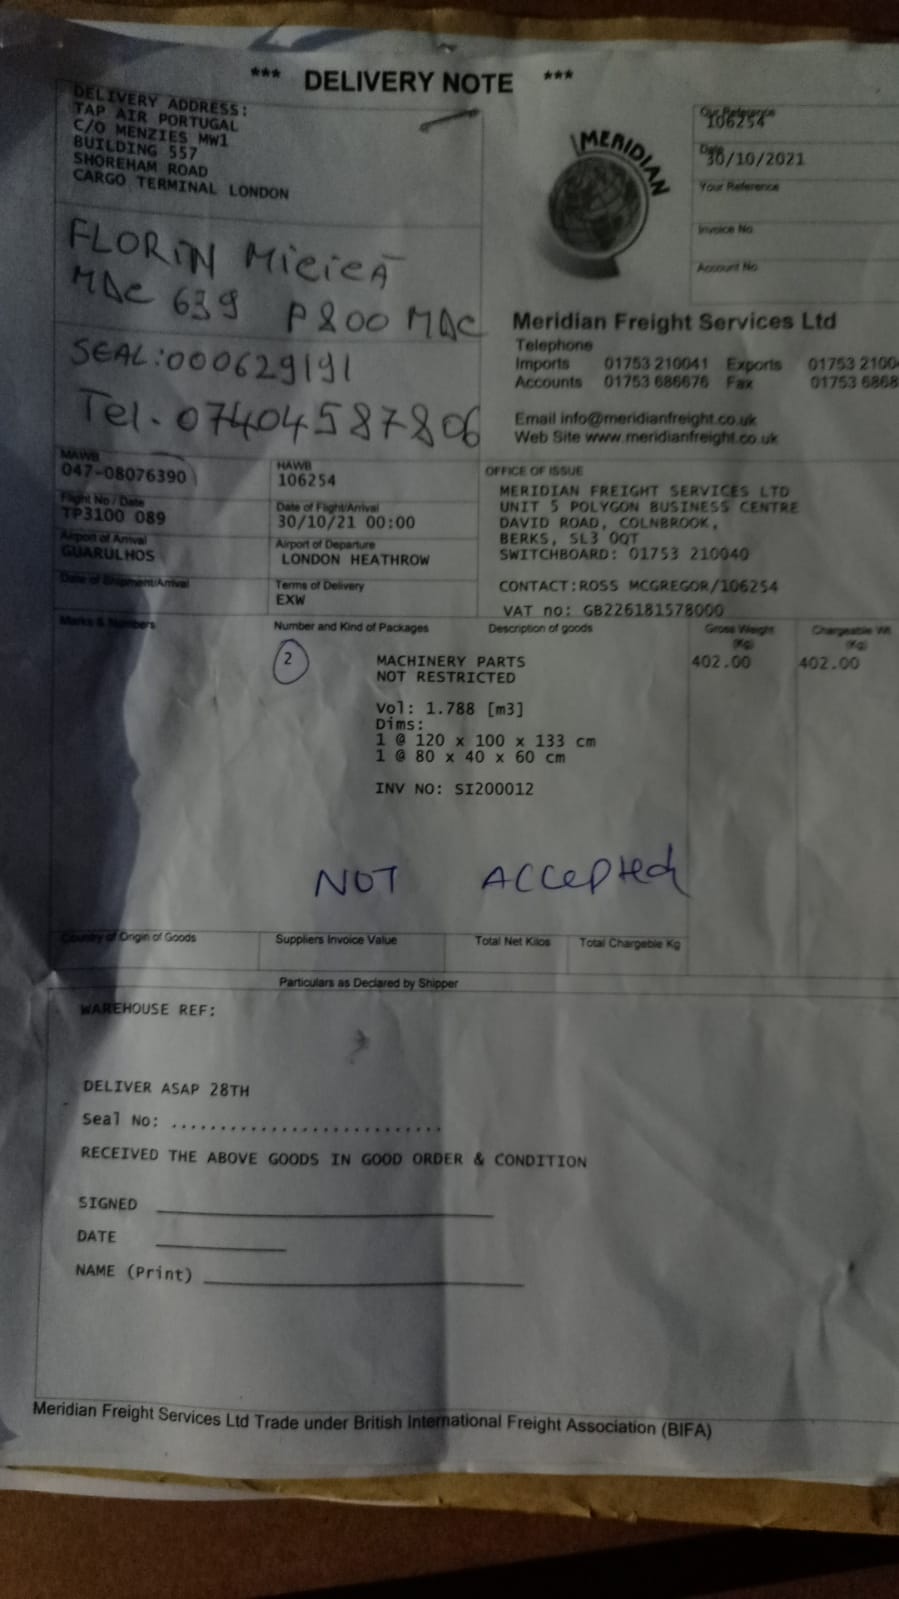 *** DELIVERY NOTE ***
DELIVERY ADDRESS:
TAP AIR PORTUGAL
C/O MENZIES MW1
BUILDING 557
SHOREHAM ROAD
CARGO TERMINAL LONDON
MERIDIAN
Our Reference
106254
Date
30/10/2021
Your Reference
Invoice No
Account No
FLORIN
MAC 639 P800 MAC
SEAL:000629191
Tel. 07404587806
Meridian Freight Services Ltd
Telephone
Imports 01753 210041 Exports 01753 2100
Accounts 01753 686676 Fax 01753 6868
Email info@meridianfreight.co.uk
Web Site www.meridianfreight.co.uk
MAWB
047-08076390
HAWB
106254
Flight No / Date
TP3100 089
Date of Flight/Arrival
30/10/21 00:00
Airport of Arrival
GUARULHOS
Airport of Departure
LONDON HEATHROW
Date of Shipment/Arrival
Terms of Delivery
EXW
OFFICE OF ISSUE
MERIDIAN FREIGHT SERVICES LTD
UNIT 5 POLYGON BUSINESS CENTRE
DAVID ROAD, COLNBROOK,
BERKS, SL3 0QT
SWITCHBOARD: 01753 210040
CONTACT:ROSS MCGREGOR/106254
VAT no: GB226181578000
Marks & Numbers Number and Kind of Packages Description of goods Gross Weight (Kg) Chargeable Wt. (Kg)
2 MACHINERY PARTS 402.00 402.00
NOT RESTRICTED
Vol: 1.788 [m3]
Dims:
1 @ 120 x 100 x 133 cm
1 @ 80 x 40 x 60 cm
INV NO: SI200012
NOT ACCEPTED
Country of Origin of Goods Suppliers Invoice Value Total Net Kilos Total Chargeable Kg
Particulars as Declared by Shipper
WAREHOUSE REF:
DELIVER ASAP 28TH
Seal No: ...........................
RECEIVED THE ABOVE GOODS IN GOOD ORDER & CONDITION
SIGNED
DATE
NAME (Print)
Meridian Freight Services Ltd Trade under British International Freight Association (BIFA)